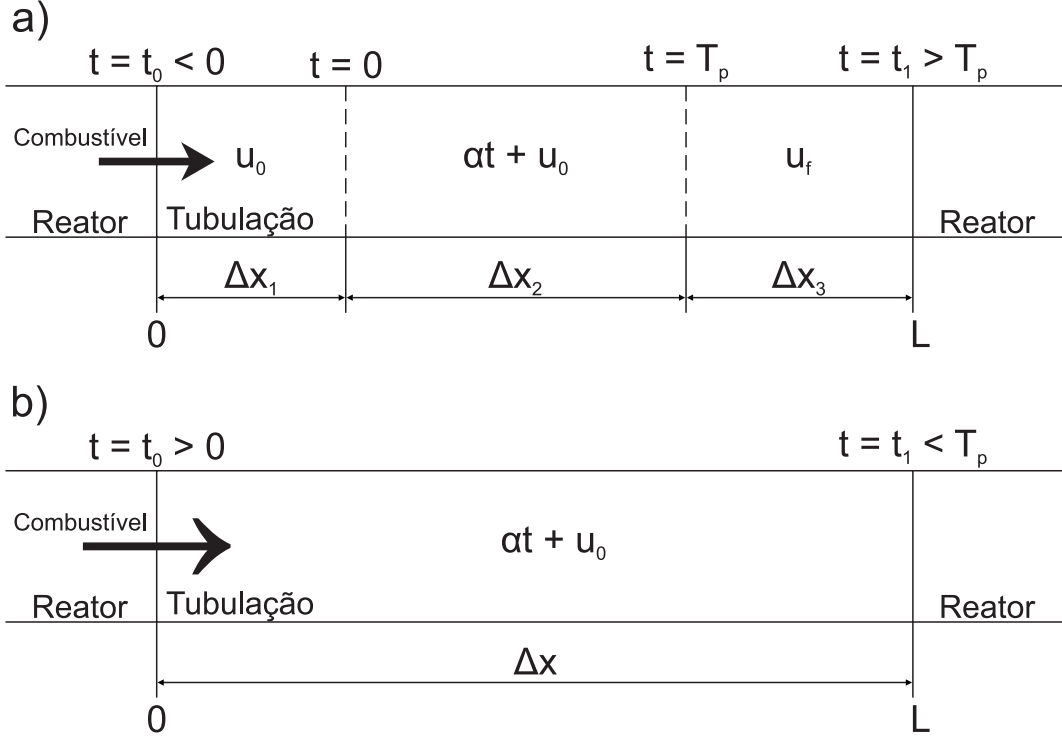 a)
t = t₀ < 0 t = 0 t = Tₚ t = t₁ > Tₚ
Combustível
u₀ αt + u₀ u_f
Reator Tubulação Reator
Δx₁ Δx₂ Δx₃
0 L
b)
t = t₀ > 0 t = t₁ < Tₚ
Combustível
αt + u₀
Reator Tubulação Reator
Δx
0 L